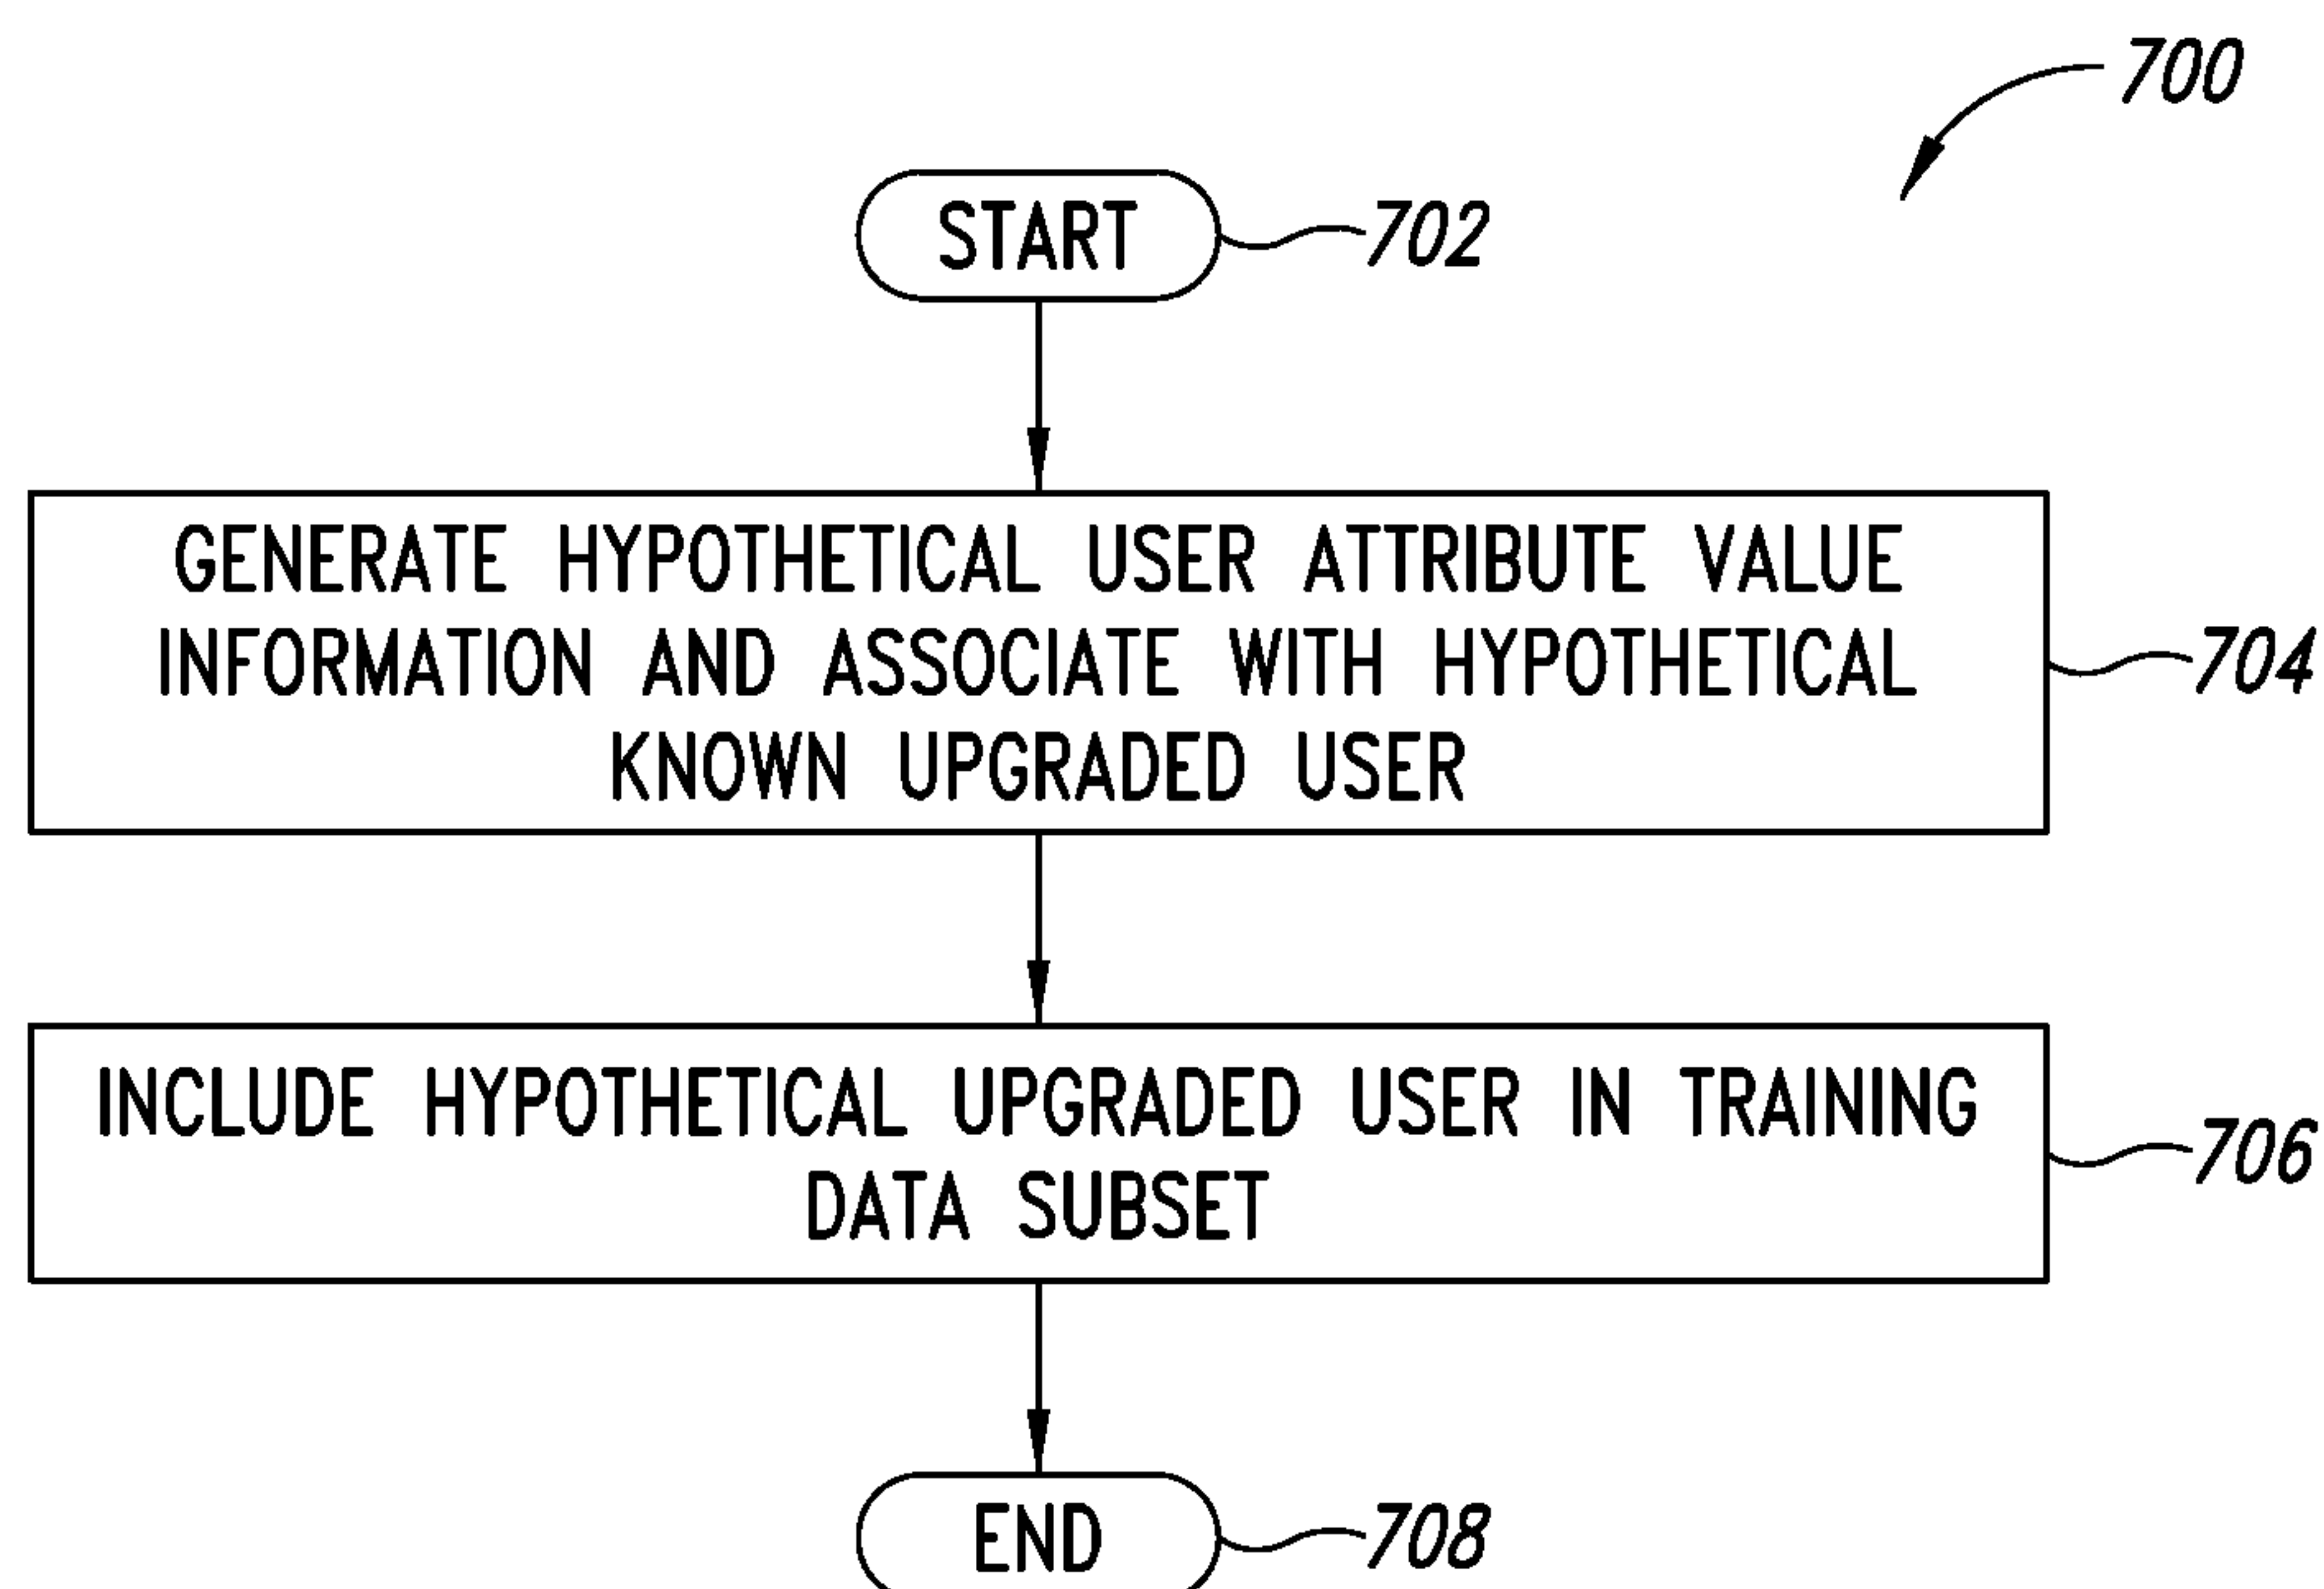 700
START 702
GENERATE HYPOTHETICAL USER ATTRIBUTE VALUE
INFORMATION AND ASSOCIATE WITH HYPOTHETICAL
KNOWN UPGRADED USER
704
INCLUDE HYPOTHETICAL UPGRADED USER IN TRAINING
DATA SUBSET
706
END 708